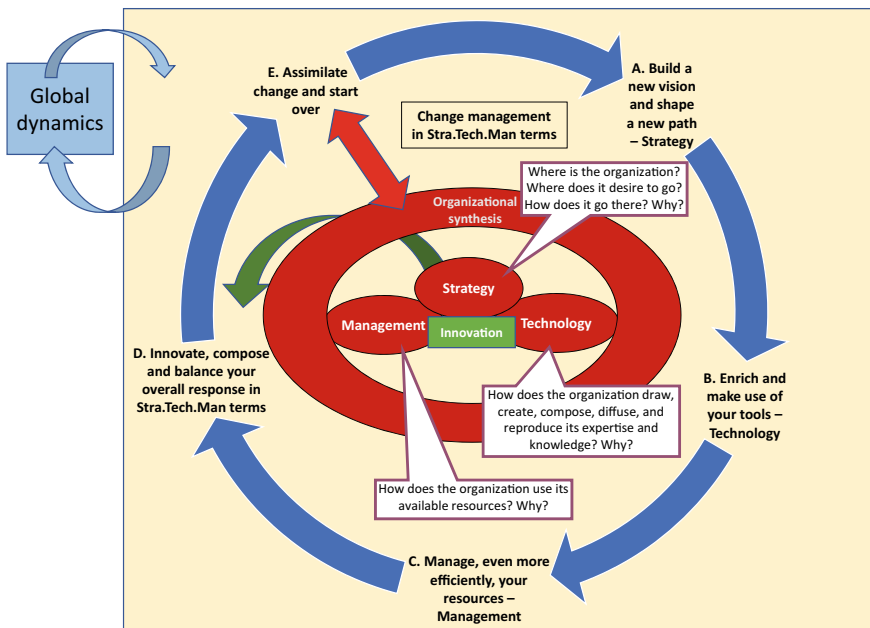 Global
dynamics
E. Assimilate
change and start
over
Change management
in Stra.Tech.Man terms
A. Build a
new vision
and shape
a new path
– Strategy
Where is the organization?
Where does it desire to go?
How does it go there? Why?
Organizational
synthesis
Strategy
Management
Innovation
Technology
D. Innovate, compose
and balance your
overall response in
Stra.Tech.Man terms
B. Enrich and
make use of
your tools –
Technology
How does the organization draw,
create, compose, diffuse, and
reproduce its expertise and
knowledge? Why?
How does the organization use its
available resources? Why?
C. Manage, even more
efficiently, your
resources –
Management